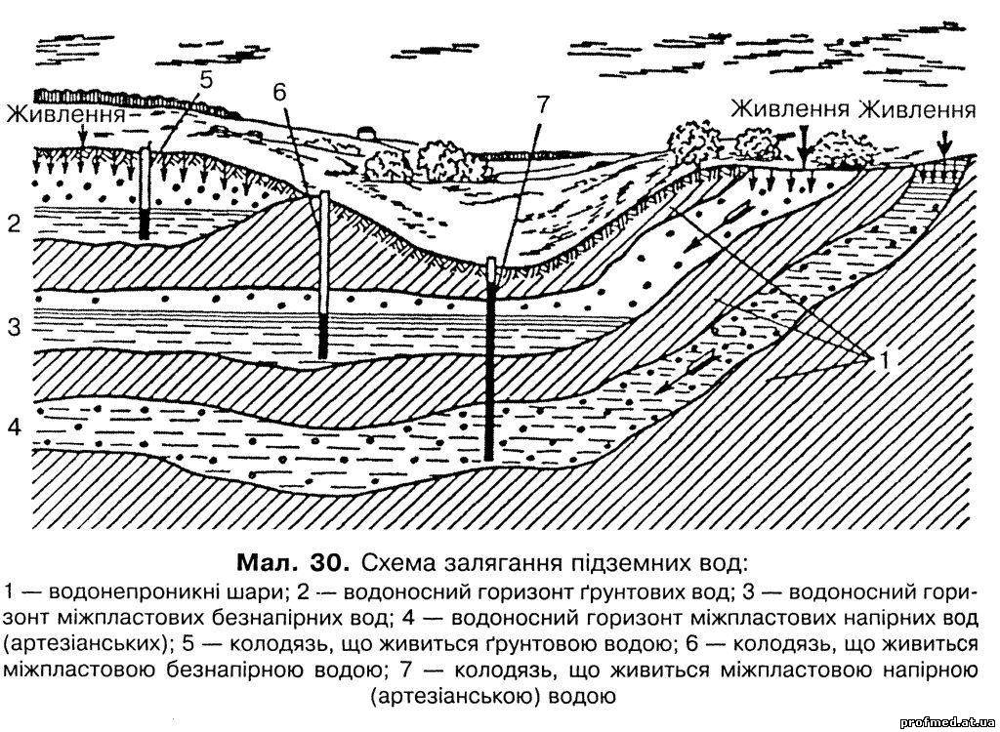 5
6
7
Живлення
Живлення Живлення
2
3
1
4
Мал. 30. Схема залягання підземних вод:
1 — водонепроникні шари; 2 — водоносний горизонт ґрунтових вод; 3 — водоносний гори-
зонт міжпластових безнапірних вод; 4 — водоносний горизонт міжпластових напірних вод
(артезіанських); 5 — колодязь, що живиться ґрунтовою водою; 6 — колодязь, що живиться
міжпластовою безнапірною водою; 7 — колодязь, що живиться міжпластовою напірною
(артезіанською) водою
profmed.at.ua